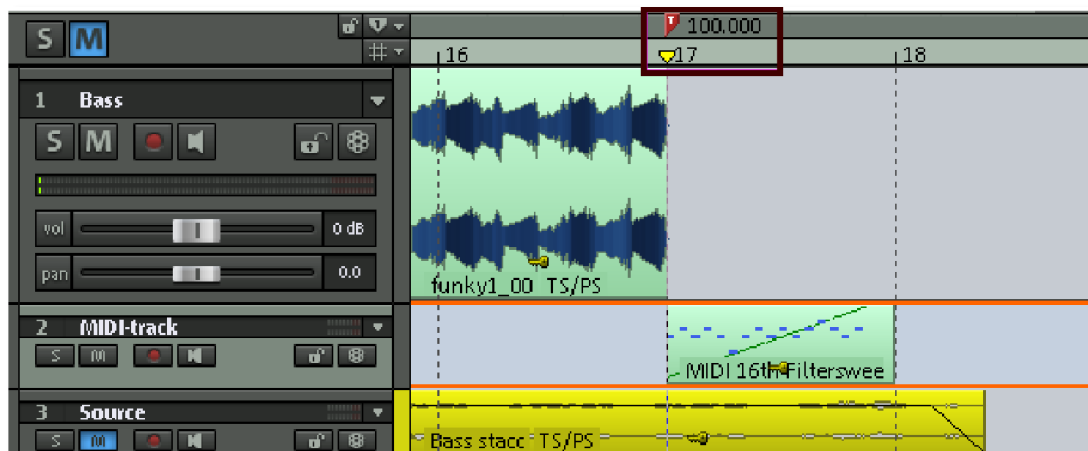 S M 1
T 100.000
16 17 18
1 Bass
S M
vol 0 dB
pan 0.0
funky1_00 TS/PS
2 MIDI-track
S M
MIDI 16th Filterswee
3 Source
S M
Bass stacc TS/PS